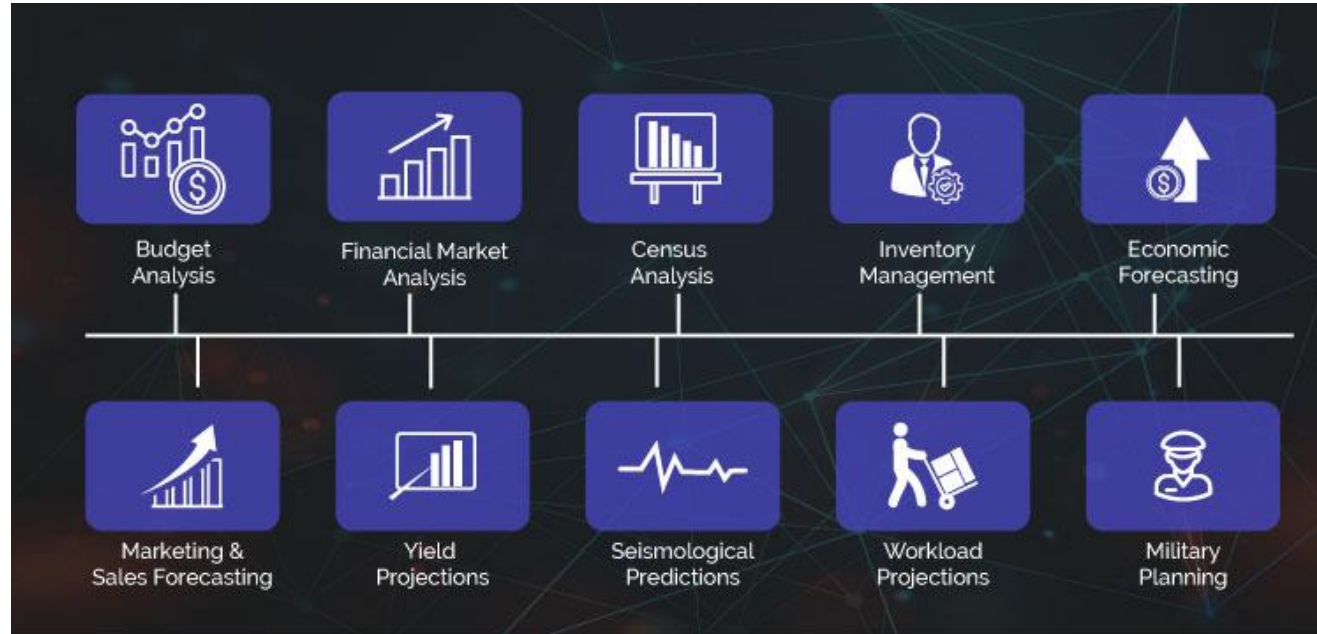 Budget
Analysis
Financial Market
Analysis
Census
Analysis
Inventory
Management
Economic
Forecasting
Marketing &
Sales Forecasting
Yield
Projections
Seismological
Predictions
Workload
Projections
Military
Planning